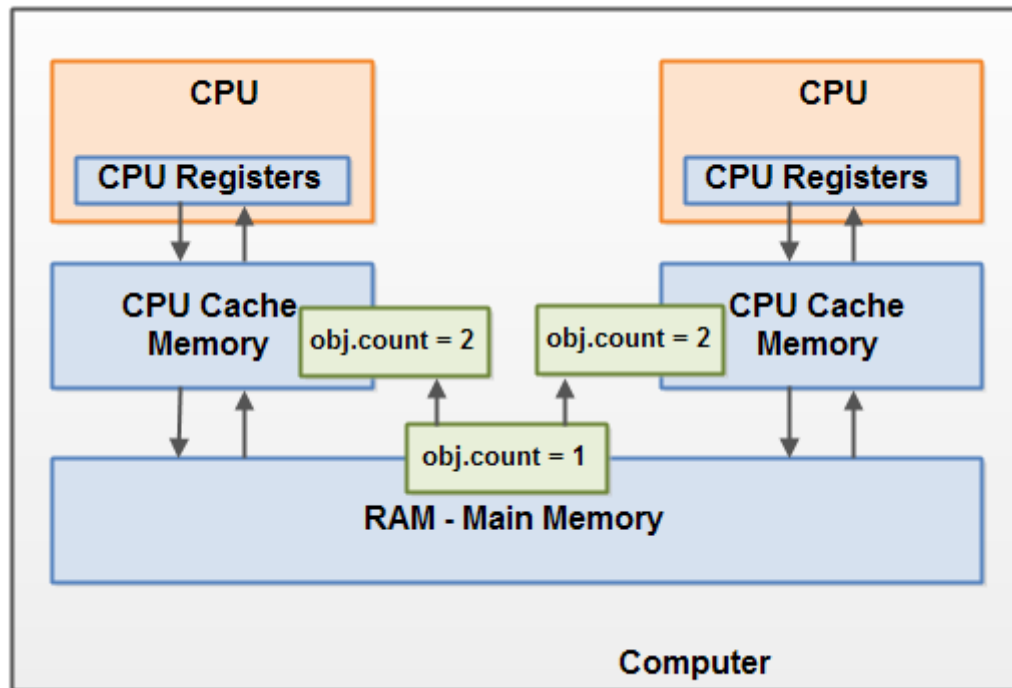 CPU
CPU
CPU Registers
CPU Registers
CPU Cache
Memory
obj.count = 2
obj.count = 2
CPU Cache
Memory
obj.count = 1
RAM - Main Memory
Computer